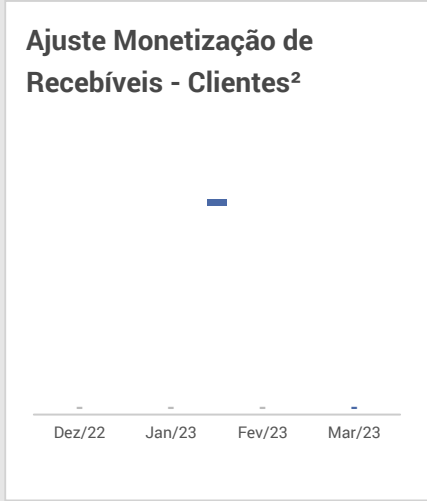 Ajuste Monetização de
Recebíveis - Clientes²
- - - -
Dez/22 Jan/23 Fev/23 Mar/23